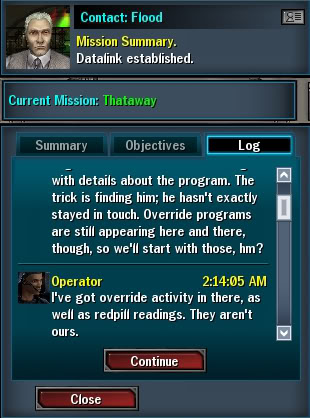 Contact: Flood
Mission Summary.
Datalink established.
Current Mission: Thataway
Summary
Objectives
Log
with details about the program. The
trick is finding him; he hasn't exactly
stayed in touch. Override programs
are still appearing here and there,
though, so we'll start with those, hm?
Operator 2:14:05 AM
I've got override activity in there, as
well as redpill readings. They aren't
ours.
Continue
Close